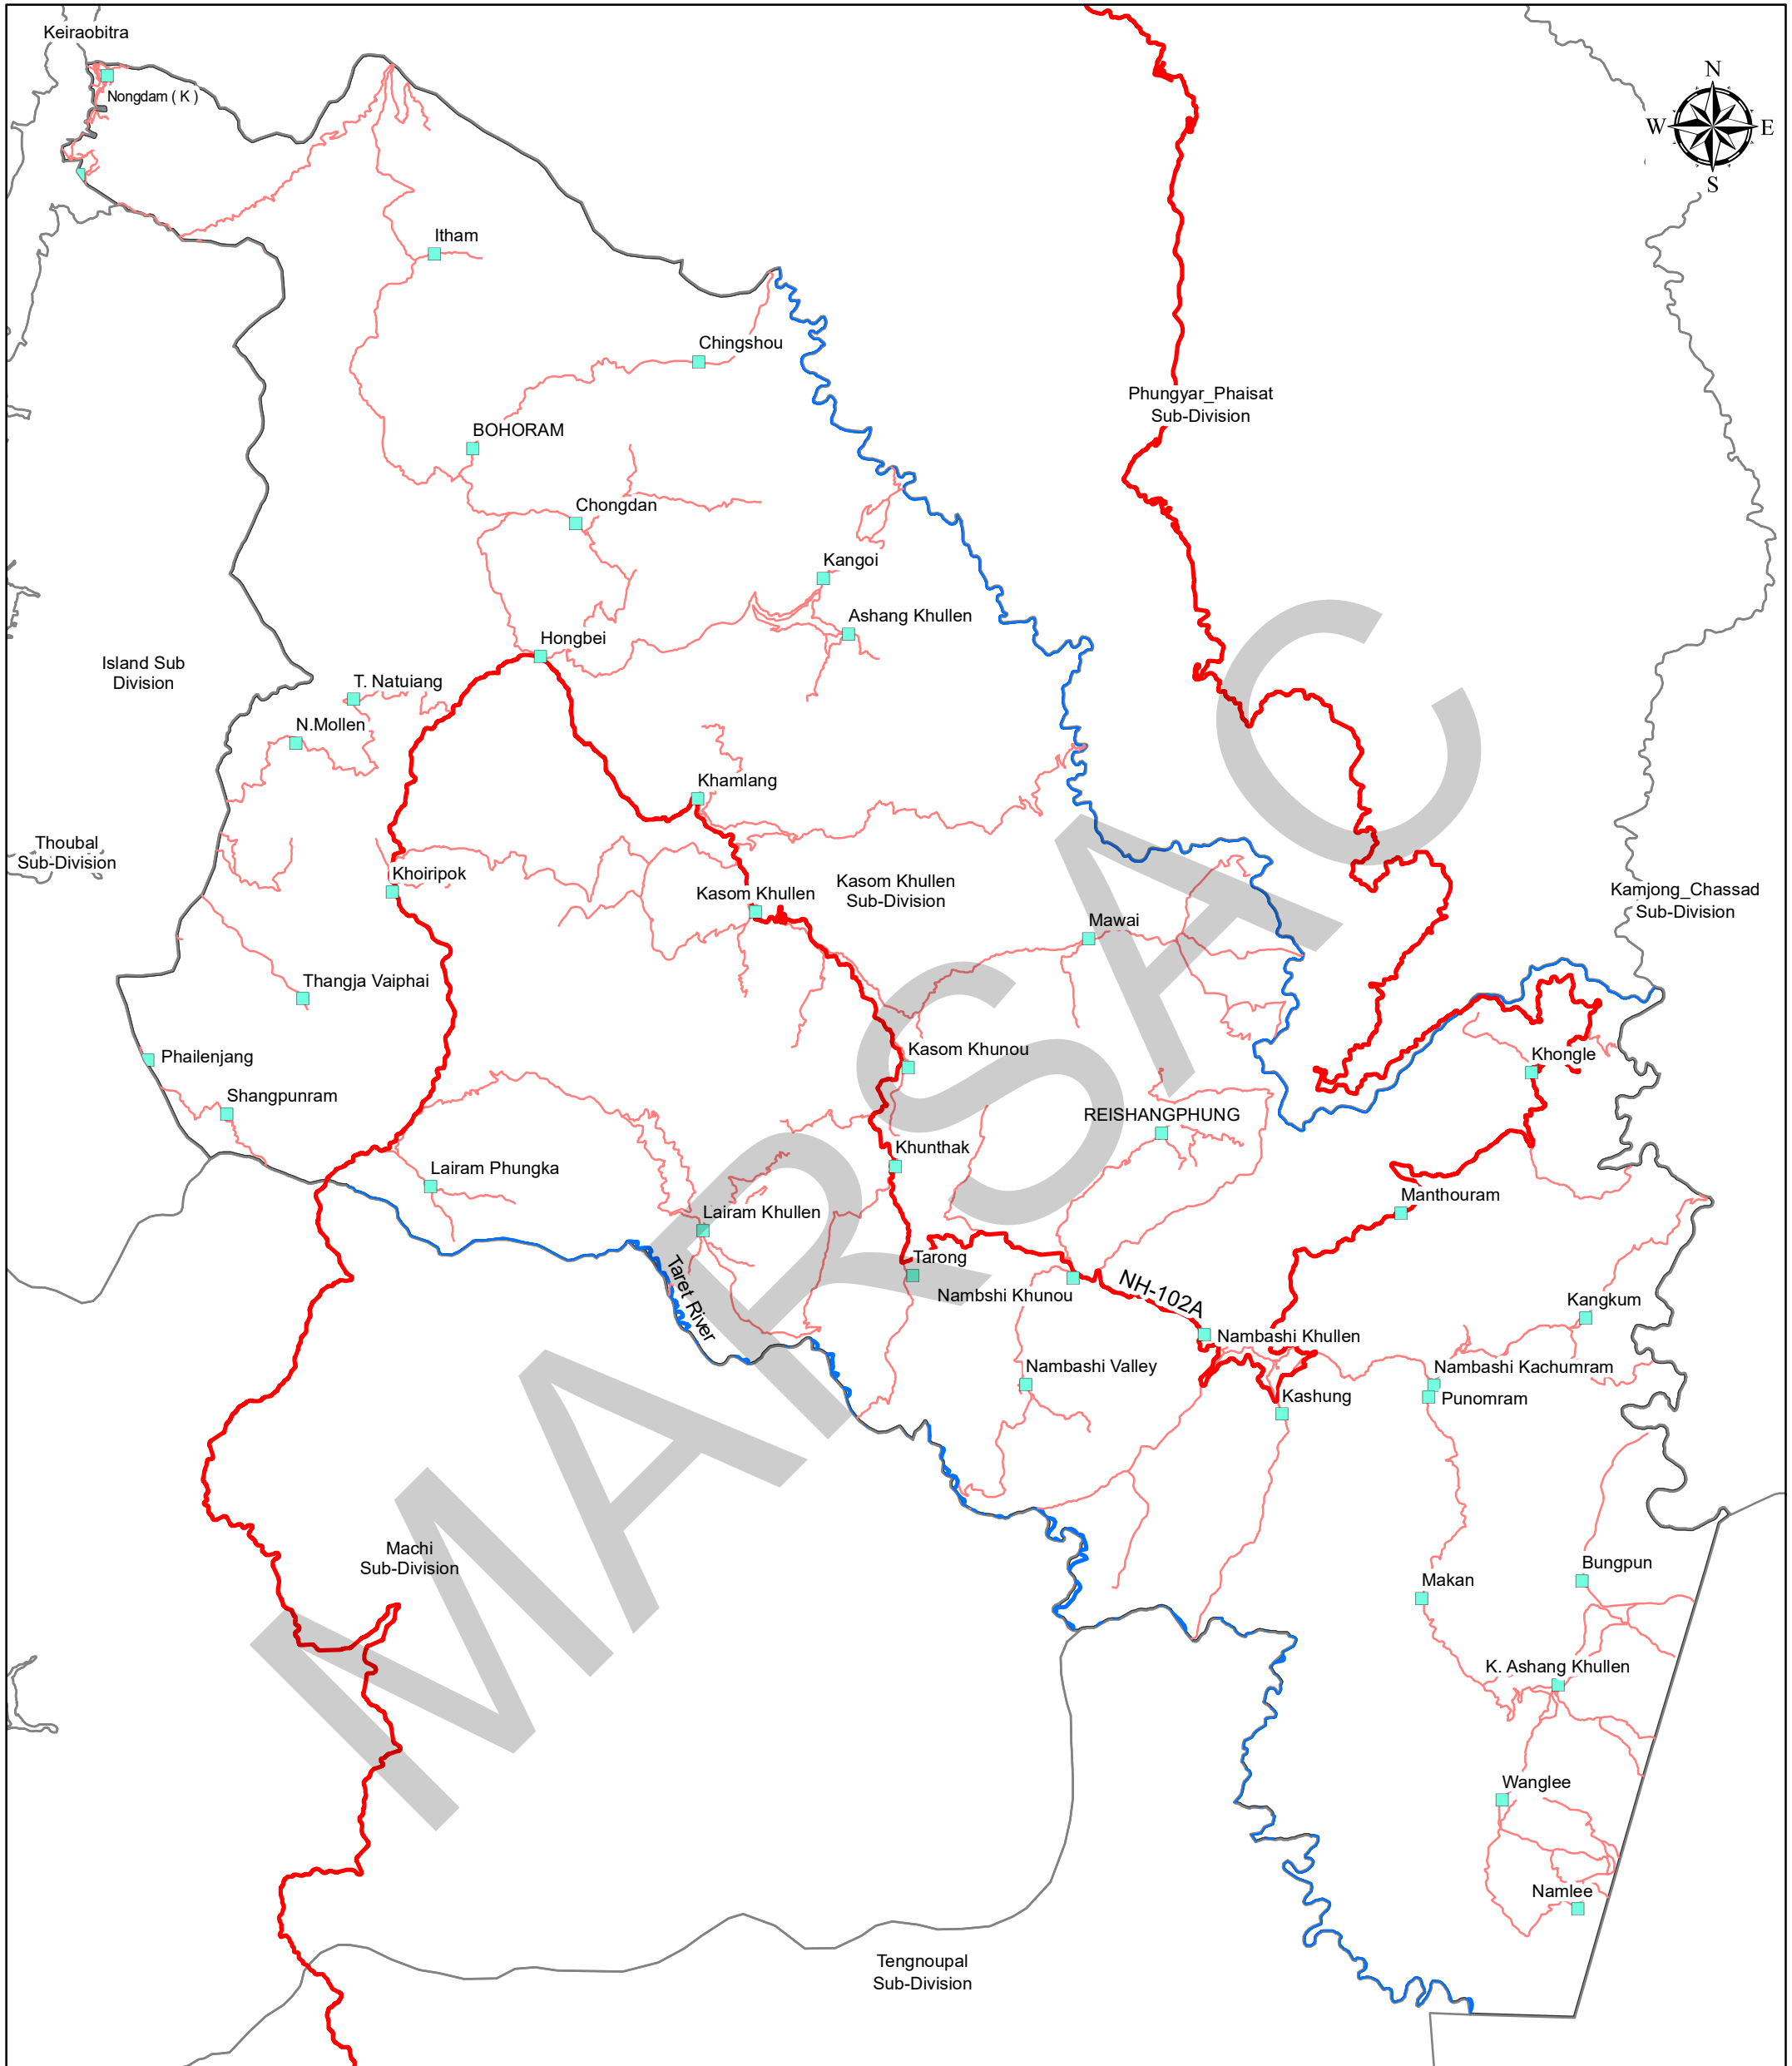 Keiraobitra
Nongdam ( K )
N
W
E
S
Itham
Chingshou
Phungyar_Phaisat
Sub-Division
BOHORAM
Chongdan
Kangoi
Ashang Khullen
Hongbei
Island Sub
Division
T. Natuiang
N.Mollen
Khamlang
Thoubal
Sub-Division
Khoiripok
Kasom Khullen
Kasom Khullen
Sub-Division
Kamjong_Chassad
Sub-Division
Mawai
Thangja Vaiphai
Phailenjang
Kasom Khunou
Khongle
Shangpunram
REISHANGPHUNG
Khunthak
Lairam Phungka
Manthouram
Lairam Khullen
Tarong
Taret River
Nambshi Khunou
NH-102A
Kangkum
Nambashi Khullen
Nambashi Valley
Nambashi Kachumram
Kashung
Punomram
Machi
Sub-Division
Bungpun
Makan
K. Ashang Khullen
Wanglee
Namlee
Tengnoupal
Sub-Division
MARSAC